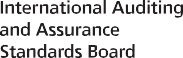 International Auditing
and Assurance
Standards Board